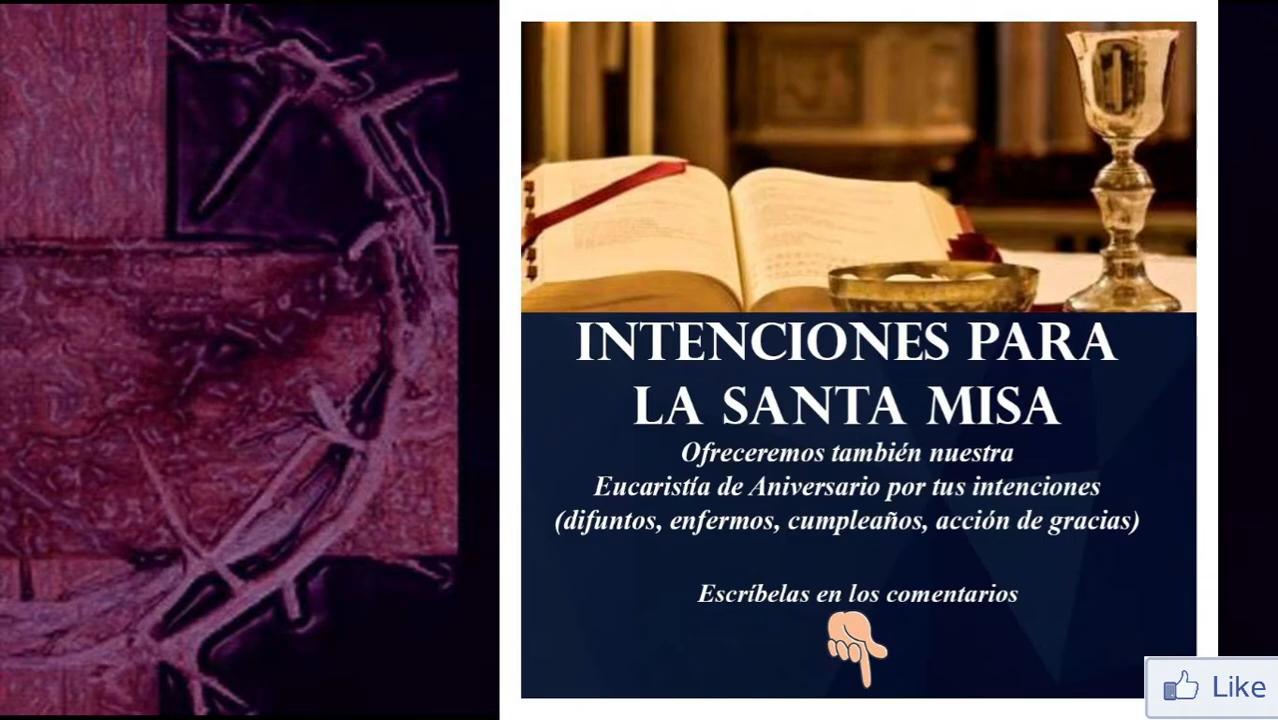 INTENCIONES PARA
LA SANTA MISA
Ofreceremos también nuestra
Eucaristía de Aniversario por tus intenciones
(difuntos, enfermos, cumpleaños, acción de gracias)
Escríbelas en los comentarios
Like